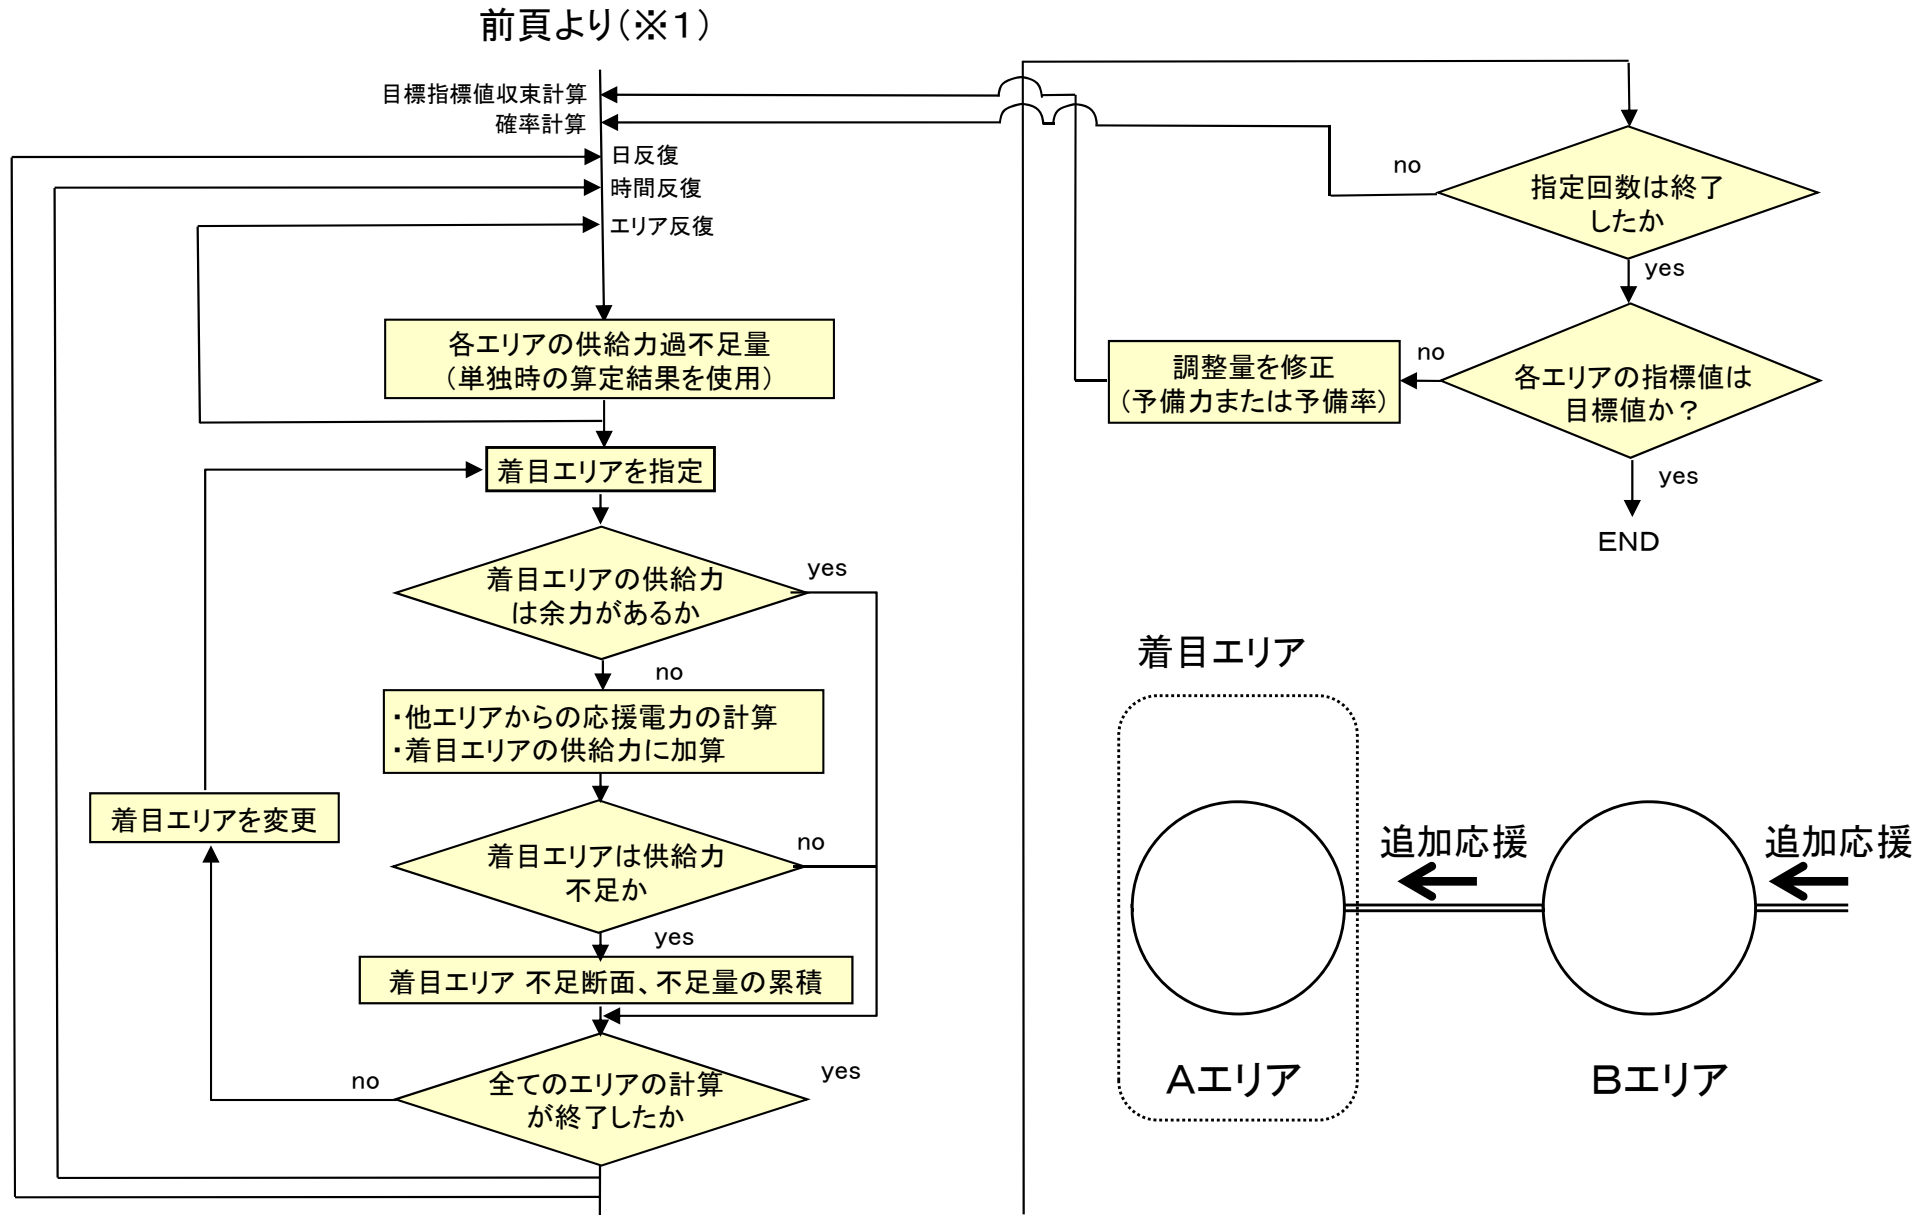 前頁より(※1)
目標指標値収束計算
確率計算
日反復
時間反復
エリア反復
各エリアの供給力過不足量
(単独時の算定結果を使用)
着目エリアを指定
着目エリアの供給力
は余力があるか
yes
no
・他エリアからの応援電力の計算
・着目エリアの供給力に加算
着目エリアを変更
着目エリアは供給力
不足か
no
yes
着目エリア 不足断面、不足量の累積
全てのエリアの計算
が終了したか
no
yes
指定回数は終了
したか
no
yes
各エリアの指標値は
目標値か?
no
調整量を修正
(予備力または予備率)
yes
END
着目エリア
追加応援
追加応援
Aエリア
Bエリア